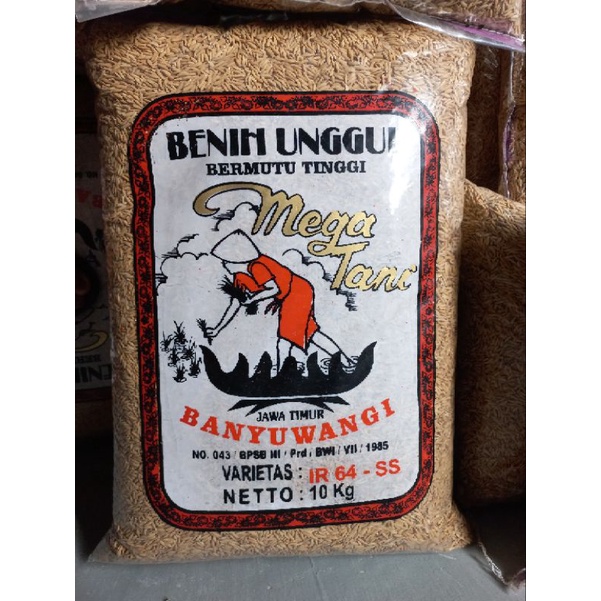 BENIH UNGGUL
BERMUTU TINGGI
Mega
Tani
JAWA TIMUR
BANYUWANGI
NO. 043 / BPSB III / Prd / BWI / VII / 1985
VARIETAS : IR 64 - SS
NETTO : 10 Kg